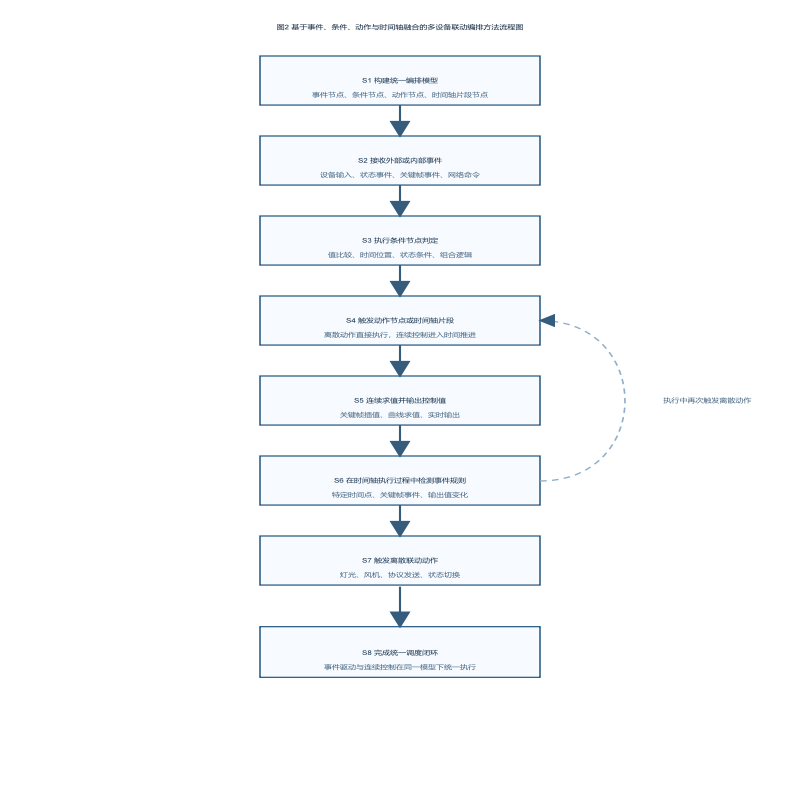 图2 基于事件、条件、动作与时间轴融合的多设备联动编排方法流程图
S1 构建统一编排模型
事件节点、条件节点、动作节点、时间轴片段节点
S2 接收外部或内部事件
设备输入、状态事件、关键帧事件、网络命令
S3 执行条件节点判定
值比较、时间位置、状态条件、组合逻辑
S4 触发动作节点或时间轴片段
离散动作直接执行，连续控制进入时间推进
执行中再次触发离散动作
S5 连续求值并输出控制值
关键帧插值、曲线求值、实时输出
S6 在时间轴执行过程中检测事件规则
特定时间点、关键帧事件、输出值变化
S7 触发离散联动动作
灯光、风机、协议发送、状态切换
S8 完成统一调度闭环
事件驱动与连续控制在同一模型下统一执行